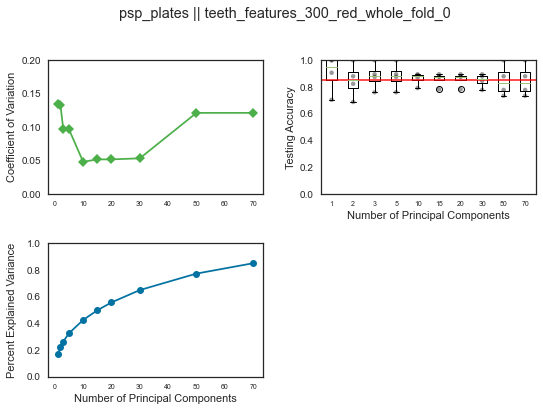 psp_plates || teeth_features_300_red_whole_fold_0
Coefficient of Variation
0.20
0.15
0.10
0.05
0.00
0 10 20 30 40 50 60 70
Testing Accuracy
1.0
0.8
0.6
0.4
0.2
0.0
1 2 3 5 10 15 20 30 50 70
Number of Principal Components
Percent Explained Variance
1.0
0.8
0.6
0.4
0.2
0.0
0 10 20 30 40 50 60 70
Number of Principal Components